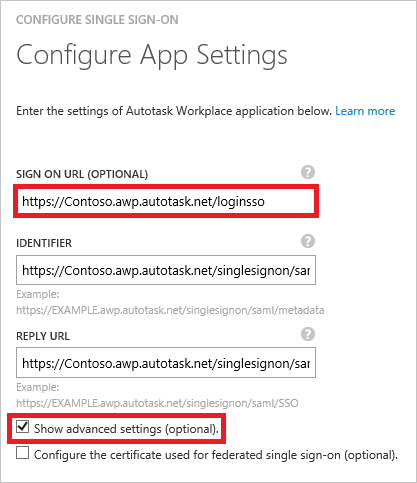 CONFIGURE SINGLE SIGN-ON
Configure App Settings
Enter the settings of Autotask Workplace application below. Learn more
SIGN ON URL (OPTIONAL) ?
https://Contoso.awp.autotask.net/loginsso
IDENTIFIER ?
https://Contoso.awp.autotask.net/singlesignon/sar
Example:
https://EXAMPLE.awp.autotask.net/singlesignon/saml/metadata
REPLY URL ?
https://Contoso.awp.autotask.net/singlesignon/sar
Example:
https://EXAMPLE.awp.autotask.net/singlesignon/saml/SSO
Show advanced settings (optional).
Configure the certificate used for federated single sign-on (optional).